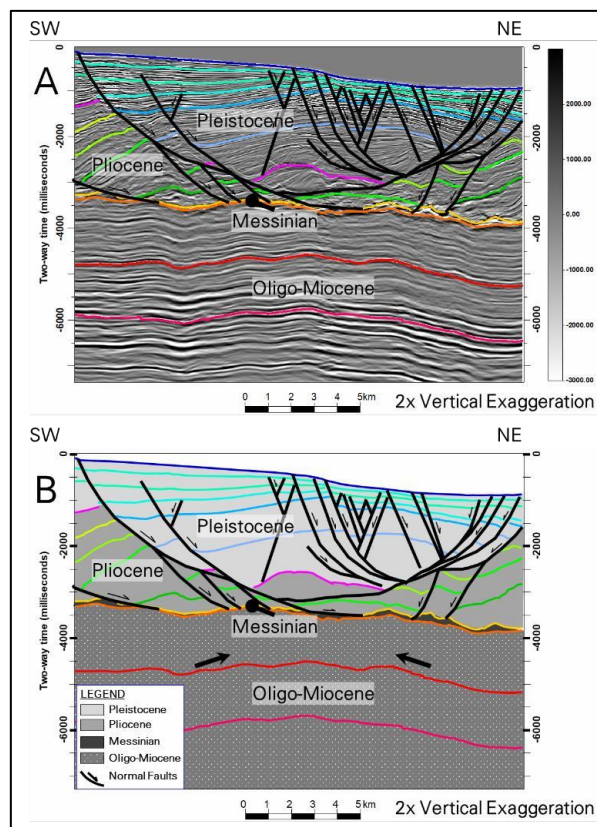 SW NE
A
0
-2000
-4000
-6000
Two-way time (milliseconds)
Pleistocene
Pliocene
Messinian
Oligo-Miocene
0
-2000
-4000
-6000
2000.00
1000.00
0.00
-1000.00
-2000.00
-3000.00
0 1 2 3 4 5km
2x Vertical Exaggeration
SW NE
B
0
-2000
-4000
-6000
Two-way time (milliseconds)
Pleistocene
Pliocene
Messinian
Oligo-Miocene
0
-2000
-4000
-6000
LEGEND
Pleistocene
Pliocene
Messinian
Oligo-Miocene
Normal Faults
0 1 2 3 4 5km
2x Vertical Exaggeration